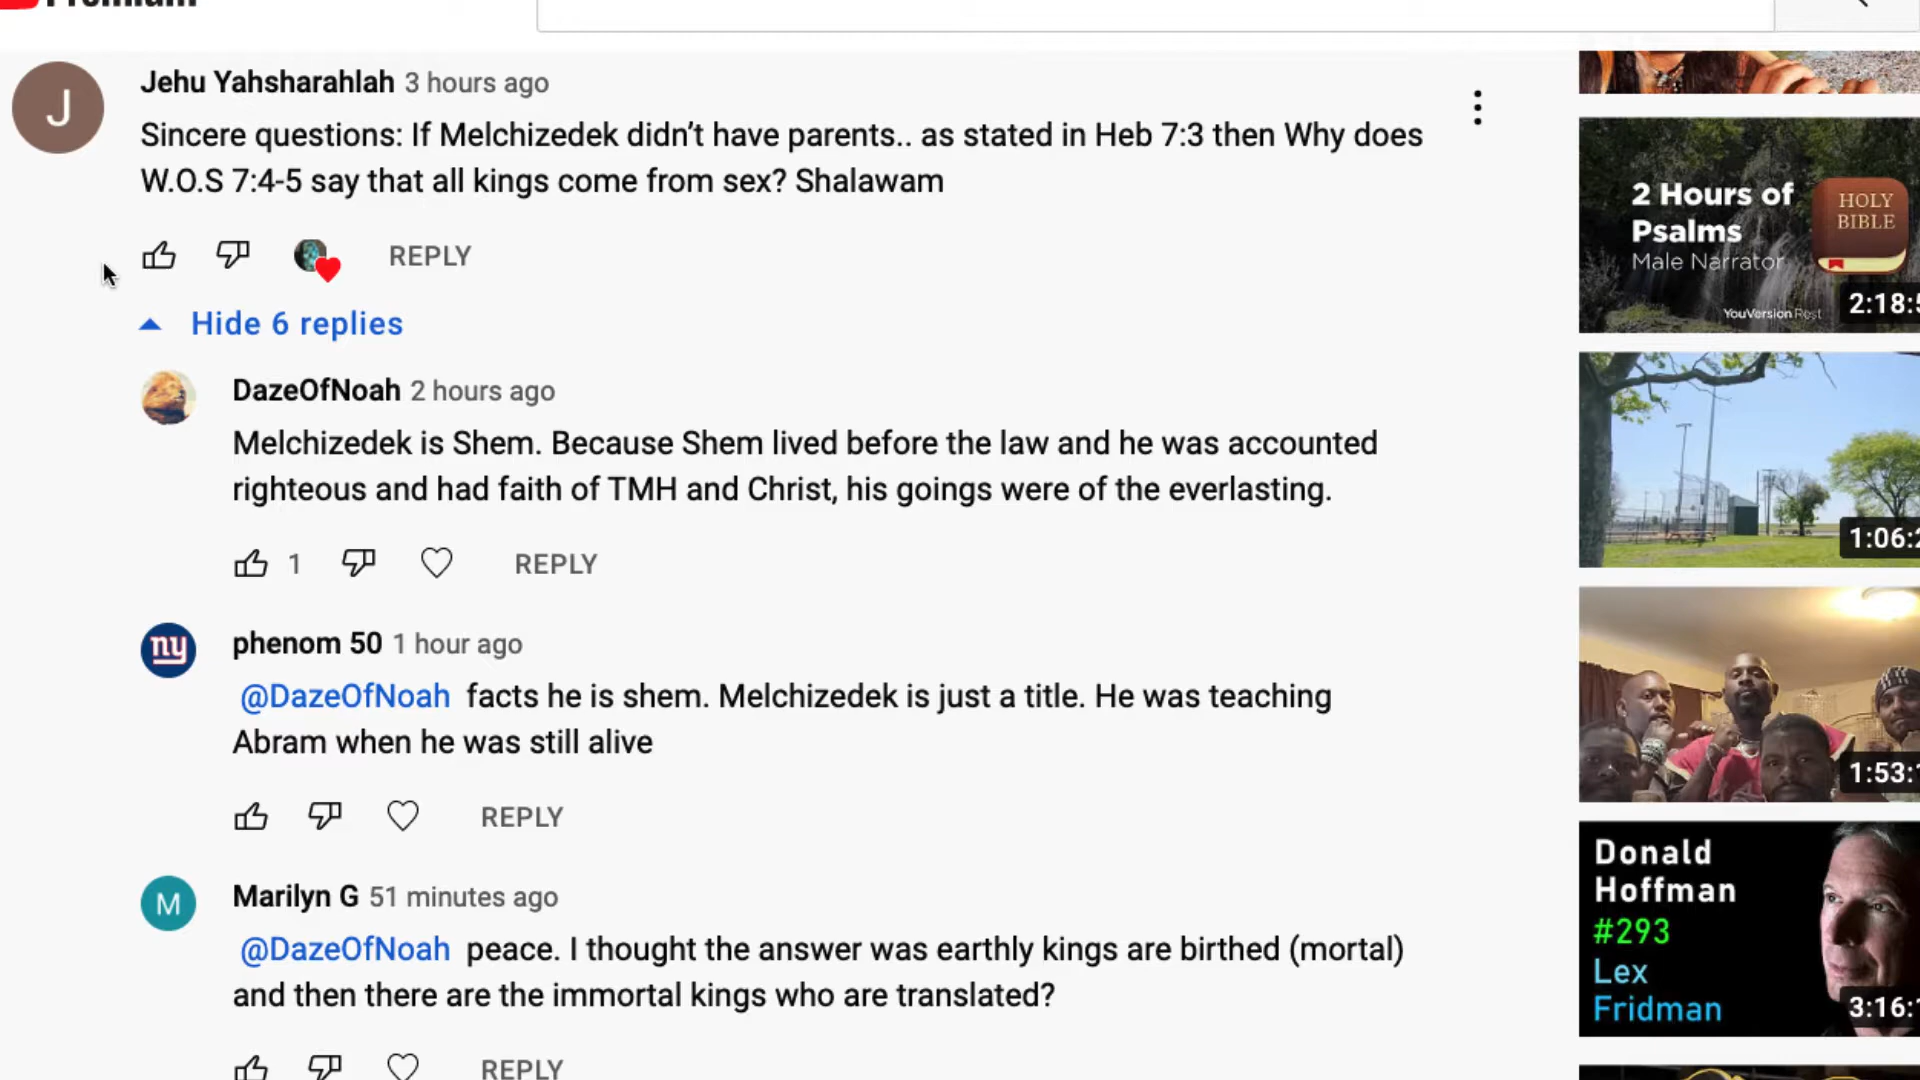 Premium
J
Jehu Yahsharahlah 3 hours ago
Sincere questions: If Melchizedek didn’t have parents.. as stated in Heb 7:3 then Why does
W.O.S 7:4-5 say that all kings come from sex? Shalawam
REPLY
Hide 6 replies
DazeOfNoah 2 hours ago
Melchizedek is Shem. Because Shem lived before the law and he was accounted
righteous and had faith of TMH and Christ, his goings were of the everlasting.
1 REPLY
ny
phenom 50 1 hour ago
@DazeOfNoah facts he is shem. Melchizedek is just a title. He was teaching
Abram when he was still alive
REPLY
M
Marilyn G 51 minutes ago
@DazeOfNoah peace. I thought the answer was earthly kings are birthed (mortal)
and then there are the immortal kings who are translated?
REPLY
2 Hours of
Psalms
Male Narrator
HOLY
BIBLE
YouVersion Rest
2:18:
1:06:
1:53:
Donald
Hoffman
#293
Lex
Fridman
3:16: